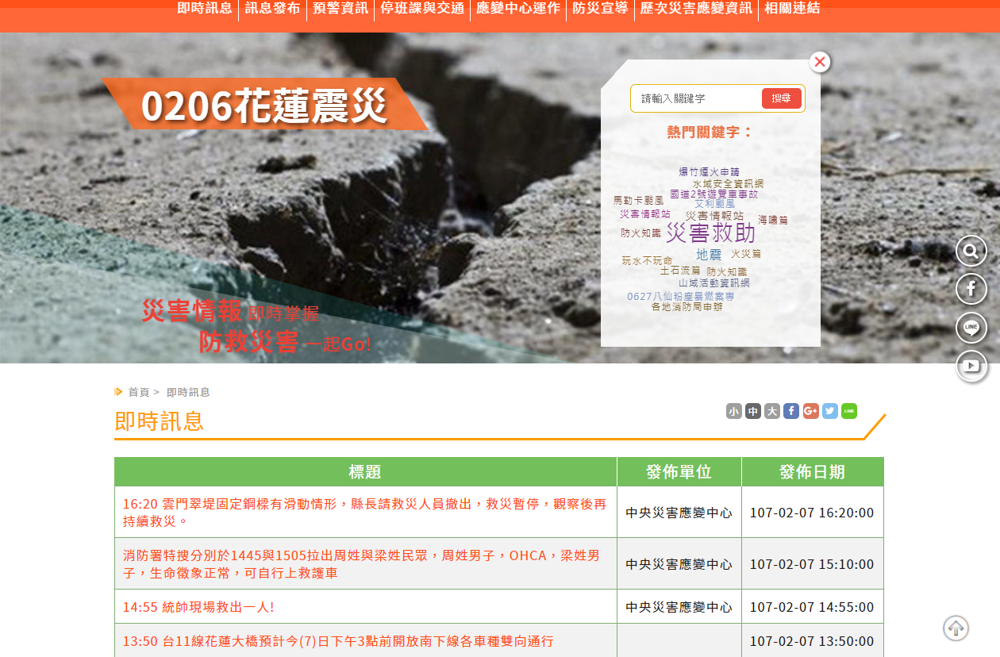 即時訊息 訊息發布 預警資訊 停班課與交通 應變中心運作 防災宣導 歷次災害應變資訊 相關連結
0206花蓮震災
請輸入關鍵字 搜尋
熱門關鍵字：
爆竹煙火申請
水域安全資訊網
國道2號遊覽車事故
馬勒卡颱風
艾利颱風
災害情報站
災害情報站
海嘯篇
防火知識
災害救助
地震
火災篇
玩水不玩命
土石流篇
防火知識
山域活動資訊網
0627八仙粉塵暴燃案專
各地消防局申辦
災害情報 即時掌握
防救災害 一起Go!
LINE
首頁 > 即時訊息
即時訊息
小 中 大 f G+ LINE
標題 發佈單位 發佈日期
16:20 雲門翠堤固定鋼樑有滑動情形，縣長請救災人員撤出，救災暫停，觀察後再
持續救災。
中央災害應變中心 107-02-07 16:20:00
消防署特搜分別於1445與1505拉出周姓與梁姓民眾，周姓男子，OHCA，梁姓男
子，生命徵象正常，可自行上救護車
中央災害應變中心 107-02-07 15:10:00
14:55 統帥現場救出一人! 中央災害應變中心 107-02-07 14:55:00
13:50 台11線花蓮大橋預計今(7)日下午3點前開放南下線各車種雙向通行 107-02-07 13:50:00